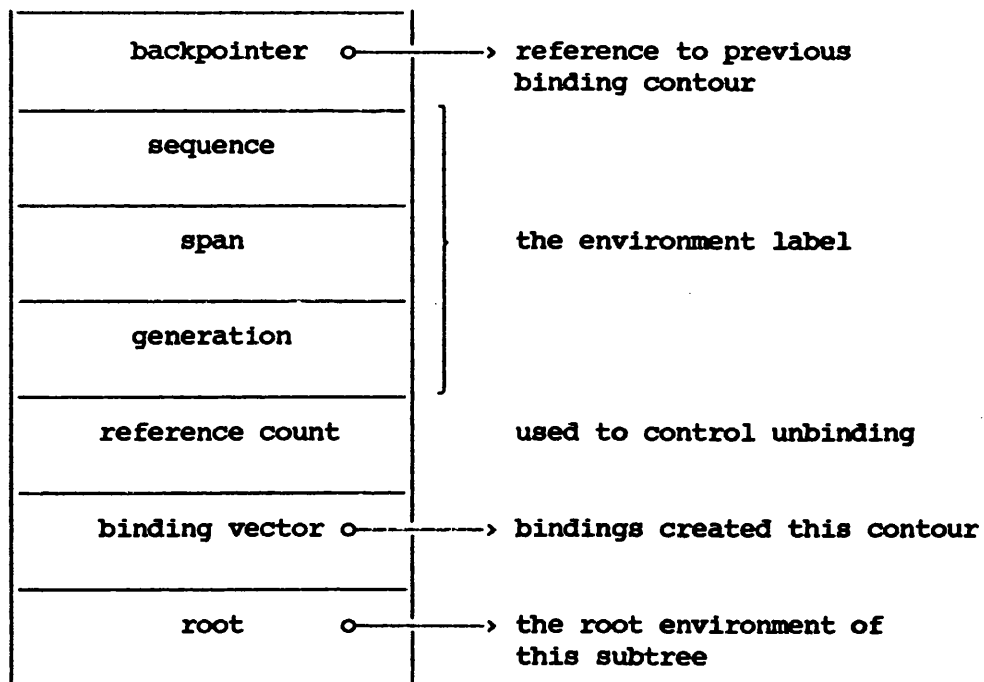 backpointer reference to previous
binding contour
sequence
span the environment label
generation
reference count used to control unbinding
binding vector bindings created this contour
root the root environment of
this subtree